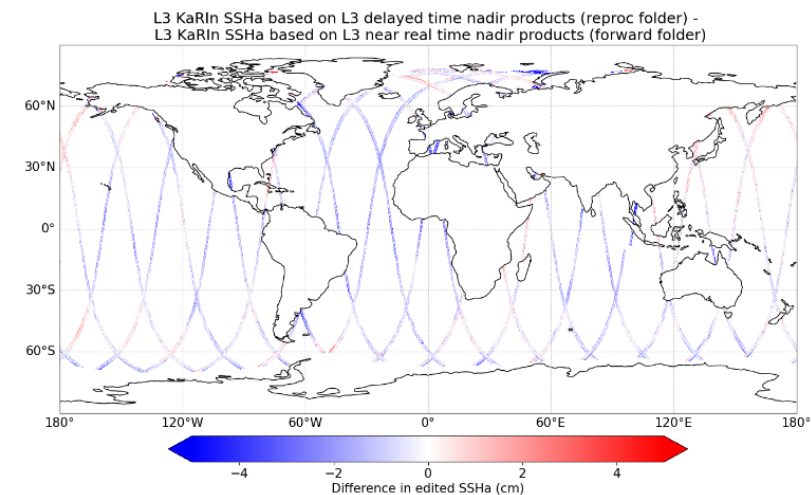 L3 KaRIn SSHa based on L3 delayed time nadir products (reproc folder) -
L3 KaRIn SSHa based on L3 near real time nadir products (forward folder)
60°N
30°N
0°
30°S
60°S
180° 120°W 60°W 0° 60°E 120°E 180°
−4 −2 0 2 4
Difference in edited SSHa (cm)